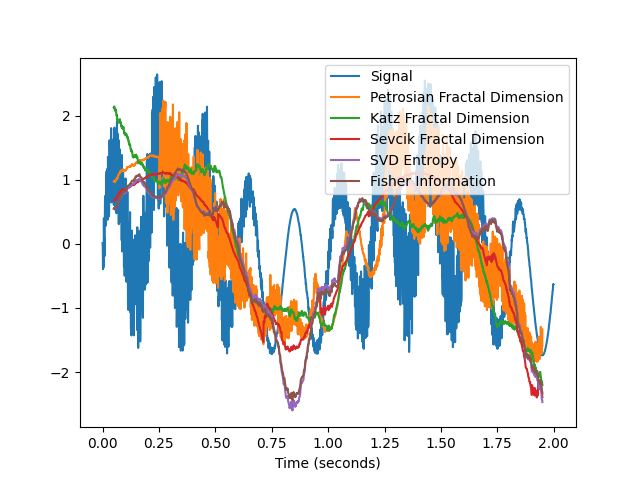 Signal
Petrosian Fractal Dimension
Katz Fractal Dimension
Sevcik Fractal Dimension
SVD Entropy
Fisher Information
2
1
0
−1
−2
0.00 0.25 0.50 0.75 1.00 1.25 1.50 1.75 2.00
Time (seconds)